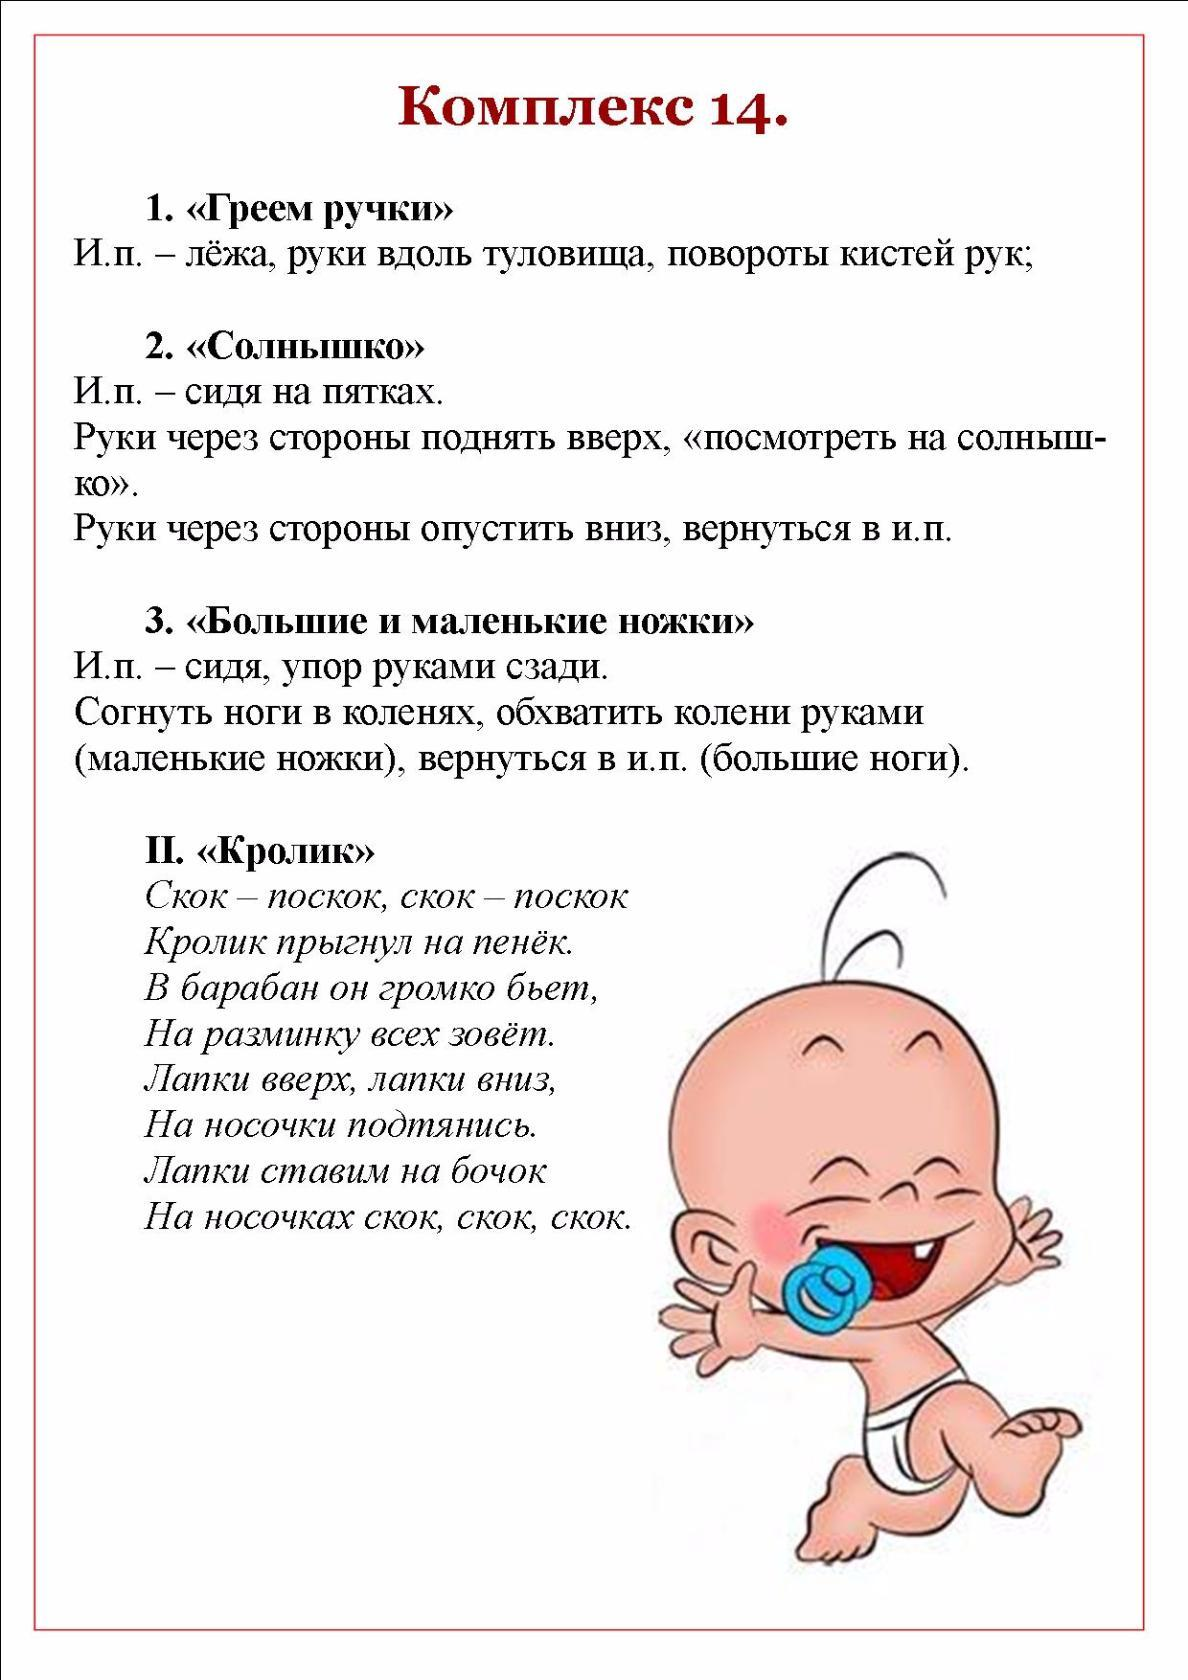 Комплекс 14.
1. «Греем ручки»
И.п. – лёжа, руки вдоль туловища, повороты кистей рук;
2. «Солнышко»
И.п. – сидя на пятках.
Руки через стороны поднять вверх, «посмотреть на солныш-
ко».
Руки через стороны опустить вниз, вернуться в и.п.
3. «Большие и маленькие ножки»
И.п. – сидя, упор руками сзади.
Согнуть ноги в коленях, обхватить колени руками
(маленькие ножки), вернуться в и.п. (большие ноги).
II. «Кролик»
Скок – поскок, скок – поскок
Кролик прыгнул на пенёк.
В барабан он громко бьет,
На разминку всех зовёт.
Лапки вверх, лапки вниз,
На носочки подтянись.
Лапки ставим на бочок
На носочках скок, скок, скок.